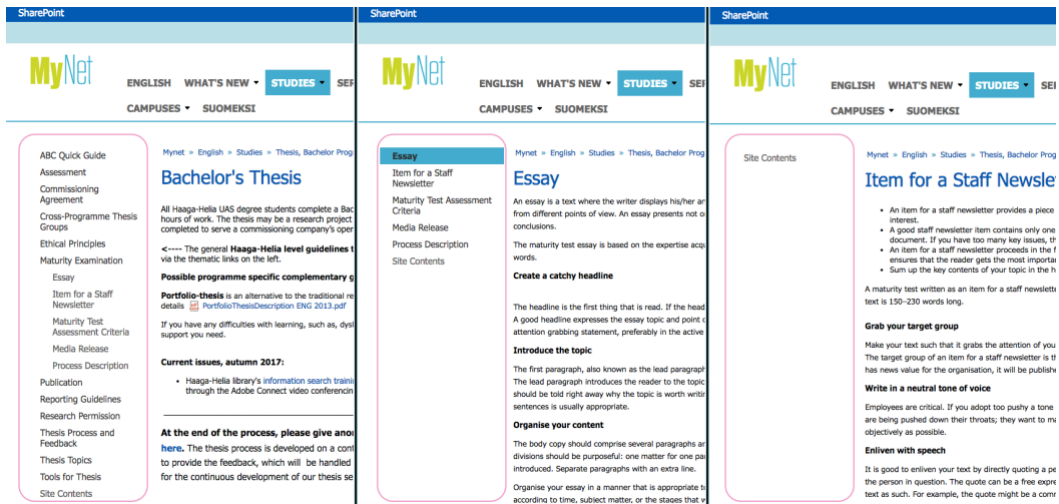 SharePoint
MyNet
ENGLISH WHAT'S NEW STUDIES SER
CAMPUSES SUOMEKSI
ABC Quick Guide
Assessment
Commissioning
Agreement
Cross-Programme Thesis
Groups
Ethical Principles
Maturity Examination
Essay
Item for a Staff
Newsletter
Maturity Test
Assessment Criteria
Media Release
Process Description
Publication
Reporting Guidelines
Research Permission
Thesis Process and
Feedback
Thesis Topics
Tools for Thesis
Site Contents
Mynet » English » Studies » Thesis, Bachelor Prog
Bachelor's Thesis
All Haaga-Helia UAS degree students complete a Bac
hours of work. The thesis may be a research project
completed to serve a commissioning company's oper
<---- The general Haaga-Helia level guidelines t
via the thematic links on the left.
Possible programme specific complementary g
Portfolio-thesis is an alternative to the traditional re
details PortfolioThesisDescription ENG 2013.pdf
If you have any difficulties with learning, such as, dysl
support you need.
Current issues, autumn 2017:
• Haaga-Helia library's information search traini
through the Adobe Connect video conferencin
At the end of the process, please give anoi
here. The thesis process is developed on a cont
to provide the feedback, which will be handled
for the continuous development of our thesis se
SharePoint
MyNet
ENGLISH WHAT'S NEW STUDIES SEF
CAMPUSES SUOMEKSI
Essay
Item for a Staff
Newsletter
Maturity Test Assessment
Criteria
Media Release
Process Description
Site Contents
Mynet » English » Studies » Thesis, Bachelor Prog
Essay
An essay is a text where the writer displays his/her ar
from different points of view. An essay presents not o
conclusions.
The maturity test essay is based on the expertise acqu
words.
Create a catchy headline
The headline is the first thing that is read. If the head
A good headline expresses the essay topic and point o
attention grabbing statement, preferably in the active
Introduce the topic
The first paragraph, also known as the lead paragraph
The lead paragraph introduces the reader to the topic
should be told right away why the topic is worth writin
sentences is usually appropriate.
Organise your content
The body copy should comprise several paragraphs an
divisions should be purposeful: one matter for one par
introduced. Separate paragraphs with an extra line.
Organise your essay in a manner that is appropriate to
according to time, subject matter, or the stages that w
SharePoint
MyNet
ENGLISH WHAT'S NEW STUDIES SE
CAMPUSES SUOMEKSI
Site Contents
Mynet » English » Studies » Thesis, Bachelor Prog
Item for a Staff Newslet
• An item for a staff newsletter provides a piece
interest.
• A good staff newsletter item contains only one
document. If you have too many key issues, th
• An item for a staff newsletter proceeds in the f
ensures that the reader gets the most importan
• Sum up the key contents of your topic in the h
A maturity test written as an item for a staff newslette
text is 150–230 words long.
Grab your target group
Make your text such that it grabs the attention of you
The target group of an item for a staff newsletter is th
has news value for the organisation, it will be publishe
Write in a neutral tone of voice
Employees are critical. If you adopt too pushy a tone
are being pushed down their throats; they want to ma
objectively as possible.
Enliven with speech
It is good to enliven your text by directly quoting a pe
the person in question. The quote can be a free expre
text as such. For example, the quote might be a comm